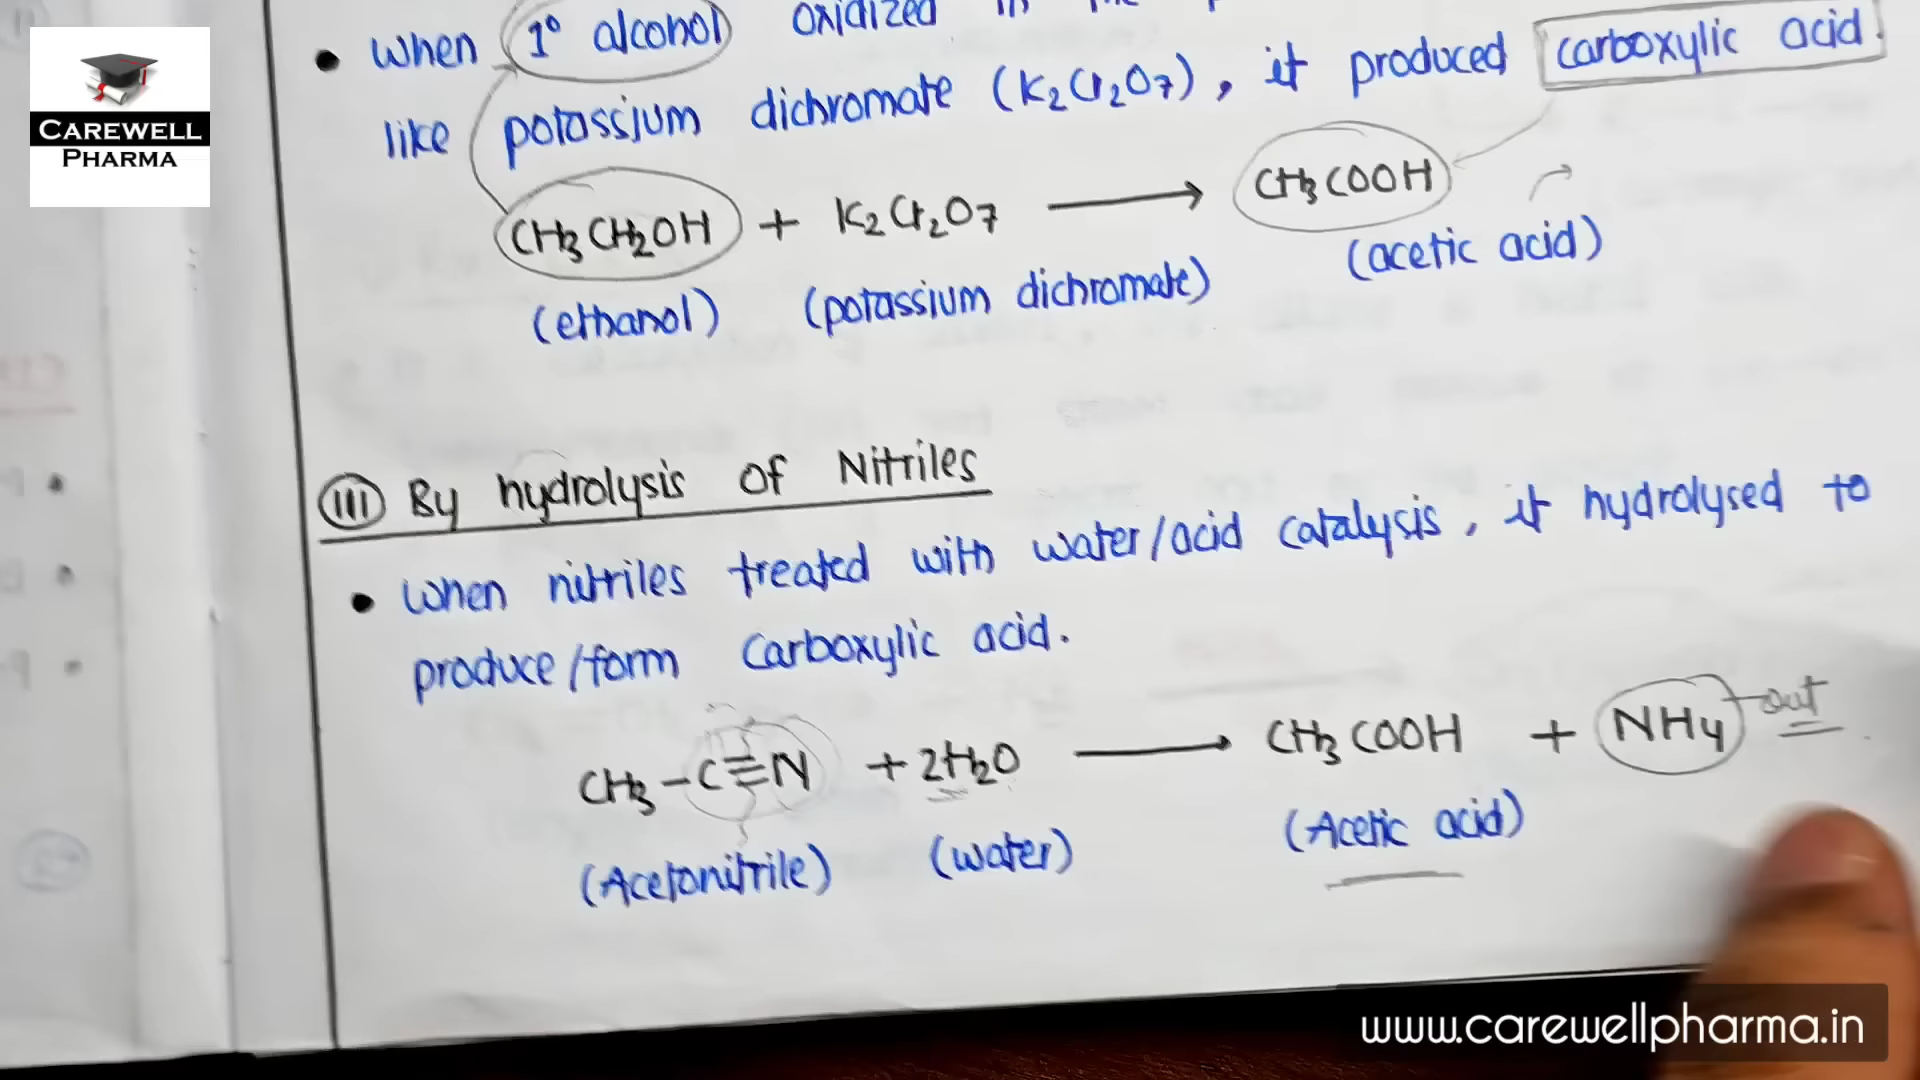 CAREWELL
PHARMA
• When 1° alcohol oxidized in the
like potassium dichromate (K2Cr2O7), it produced carboxylic acid.
CH3CH2OH + K2Cr2O7 ⟶ CH3COOH
(ethanol) (potassium dichromate) (acetic acid)
III By hydrolysis of Nitriles
• When nitriles treated with water/acid catalysis, it hydrolysed to
produce/form Carboxylic acid.
CH3-C≡N + 2H2O ⟶ CH3COOH + NH4 out
(Acetonitrile) (water) (Acetic acid)
www.carewellpharma.in